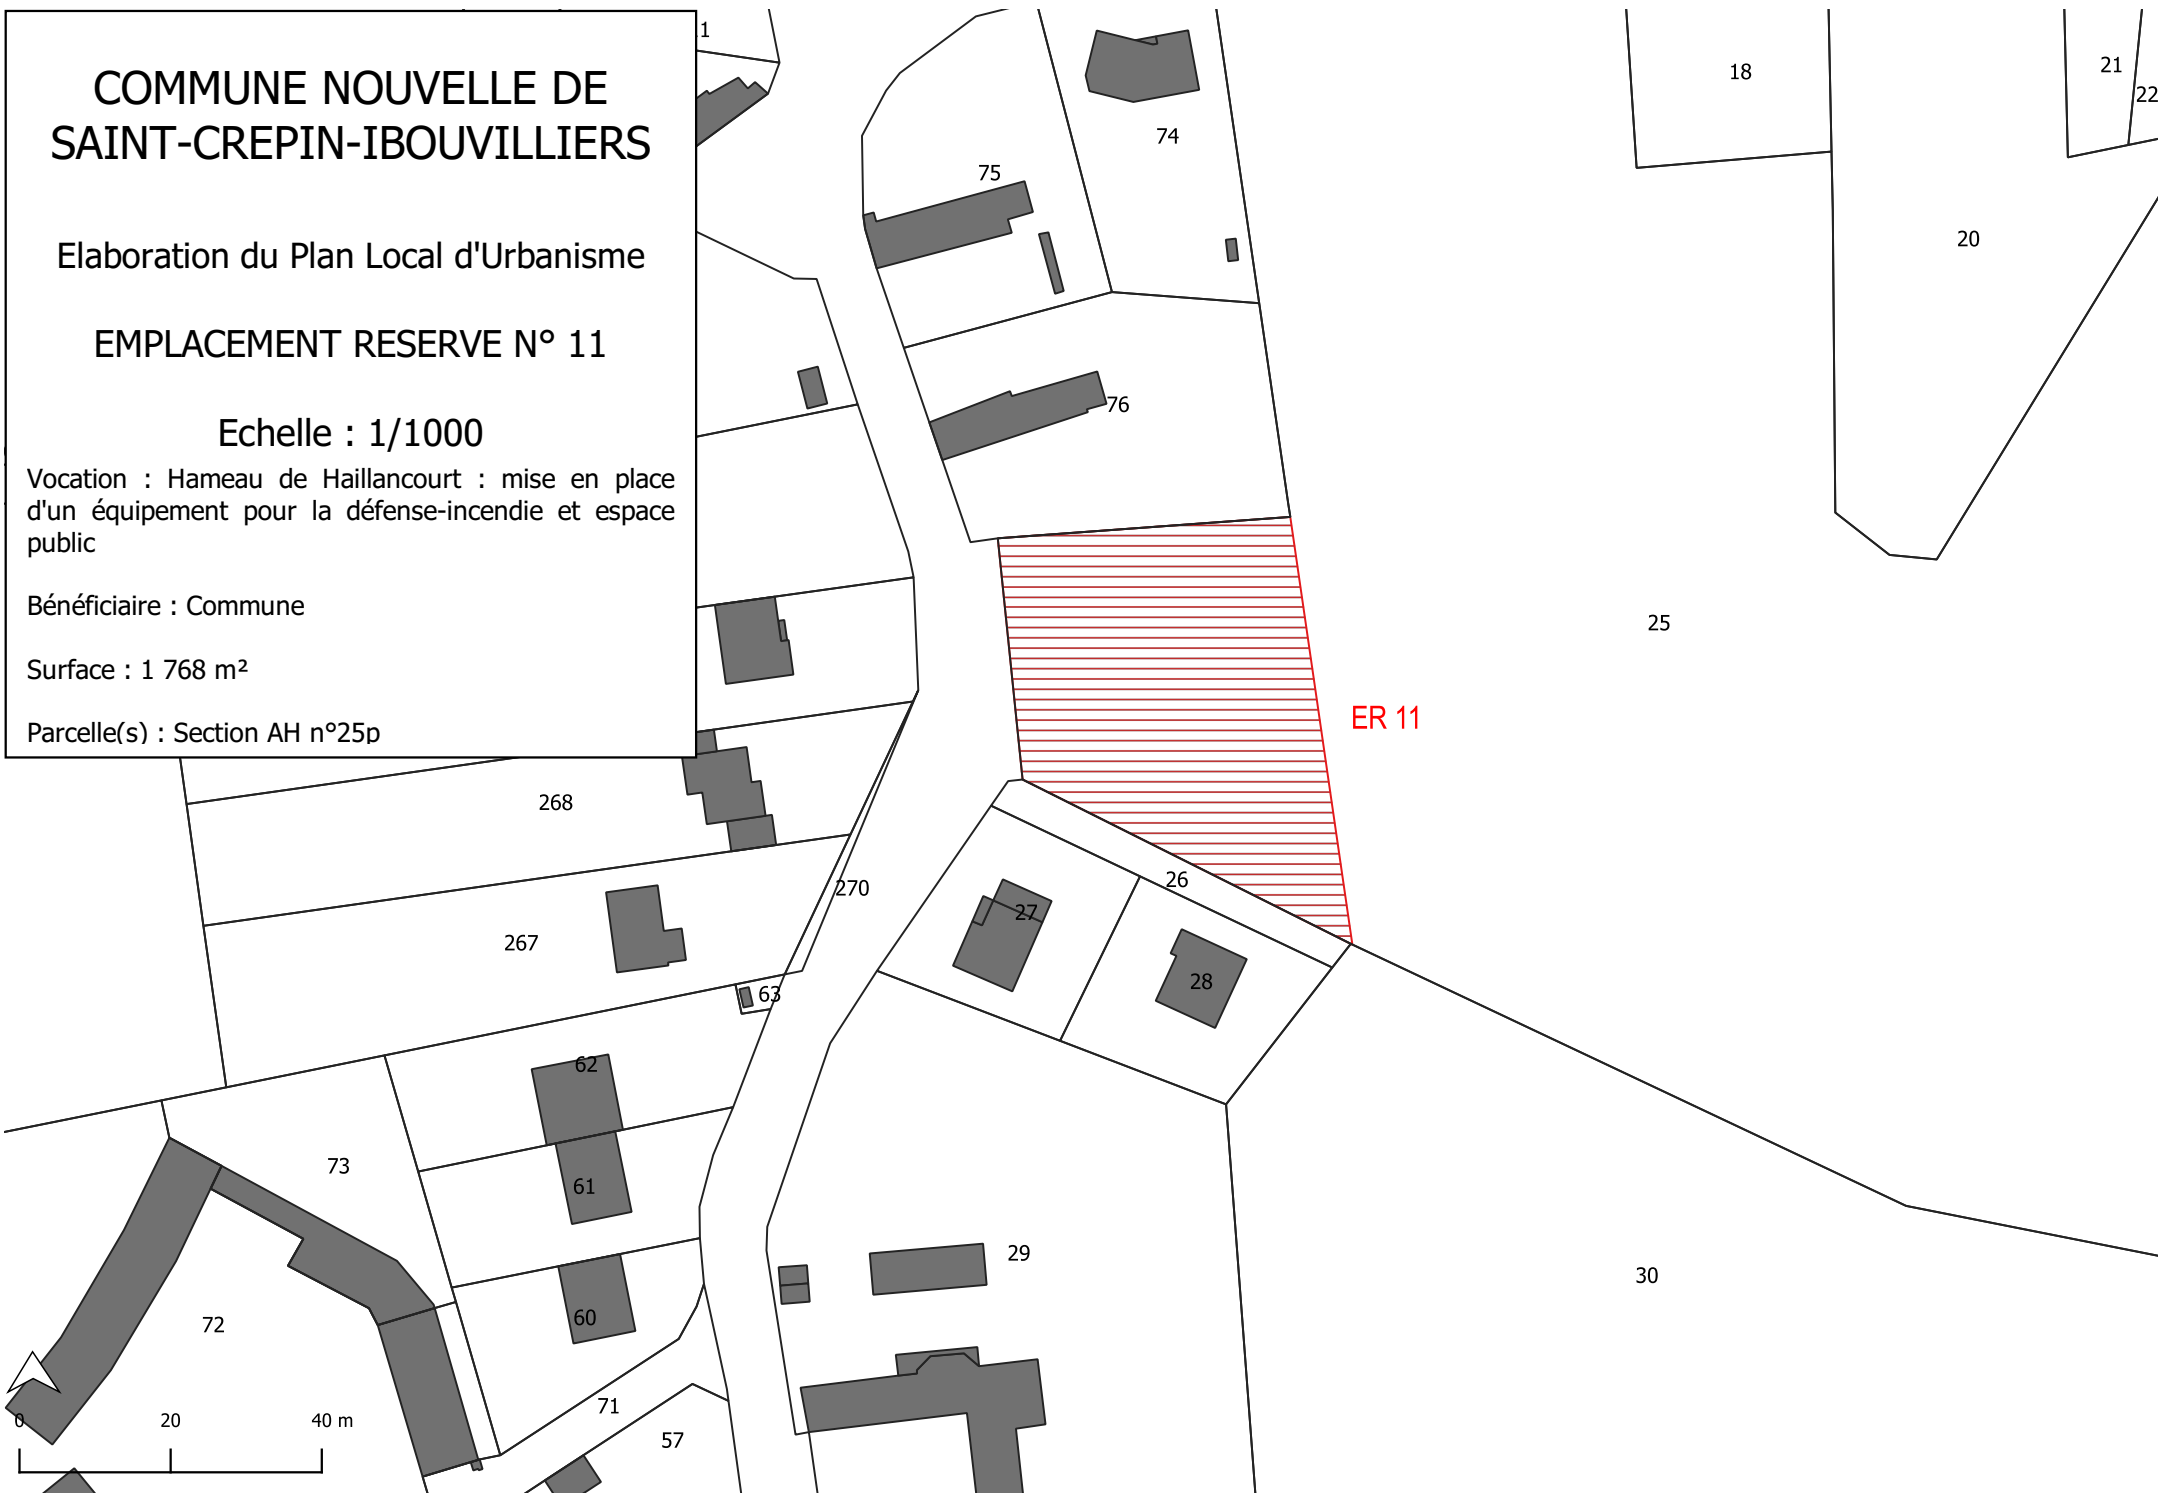 COMMUNE NOUVELLE DE
SAINT-CREPIN-IBOUVILLIERS
Elaboration du Plan Local d'Urbanisme
EMPLACEMENT RESERVE N° 11
Echelle : 1/1000
Vocation : Hameau de Haillancourt : mise en place
d'un équipement pour la défense-incendie et espace
public
Bénéficiaire : Commune
Surface : 1 768 m²
Parcelle(s) : Section AH n°25p
74
75
76
18
21
22
20
25
ER 11
268
270
26
27
267
28
63
62
73
61
29
30
72
60
71
57
0 20 40 m